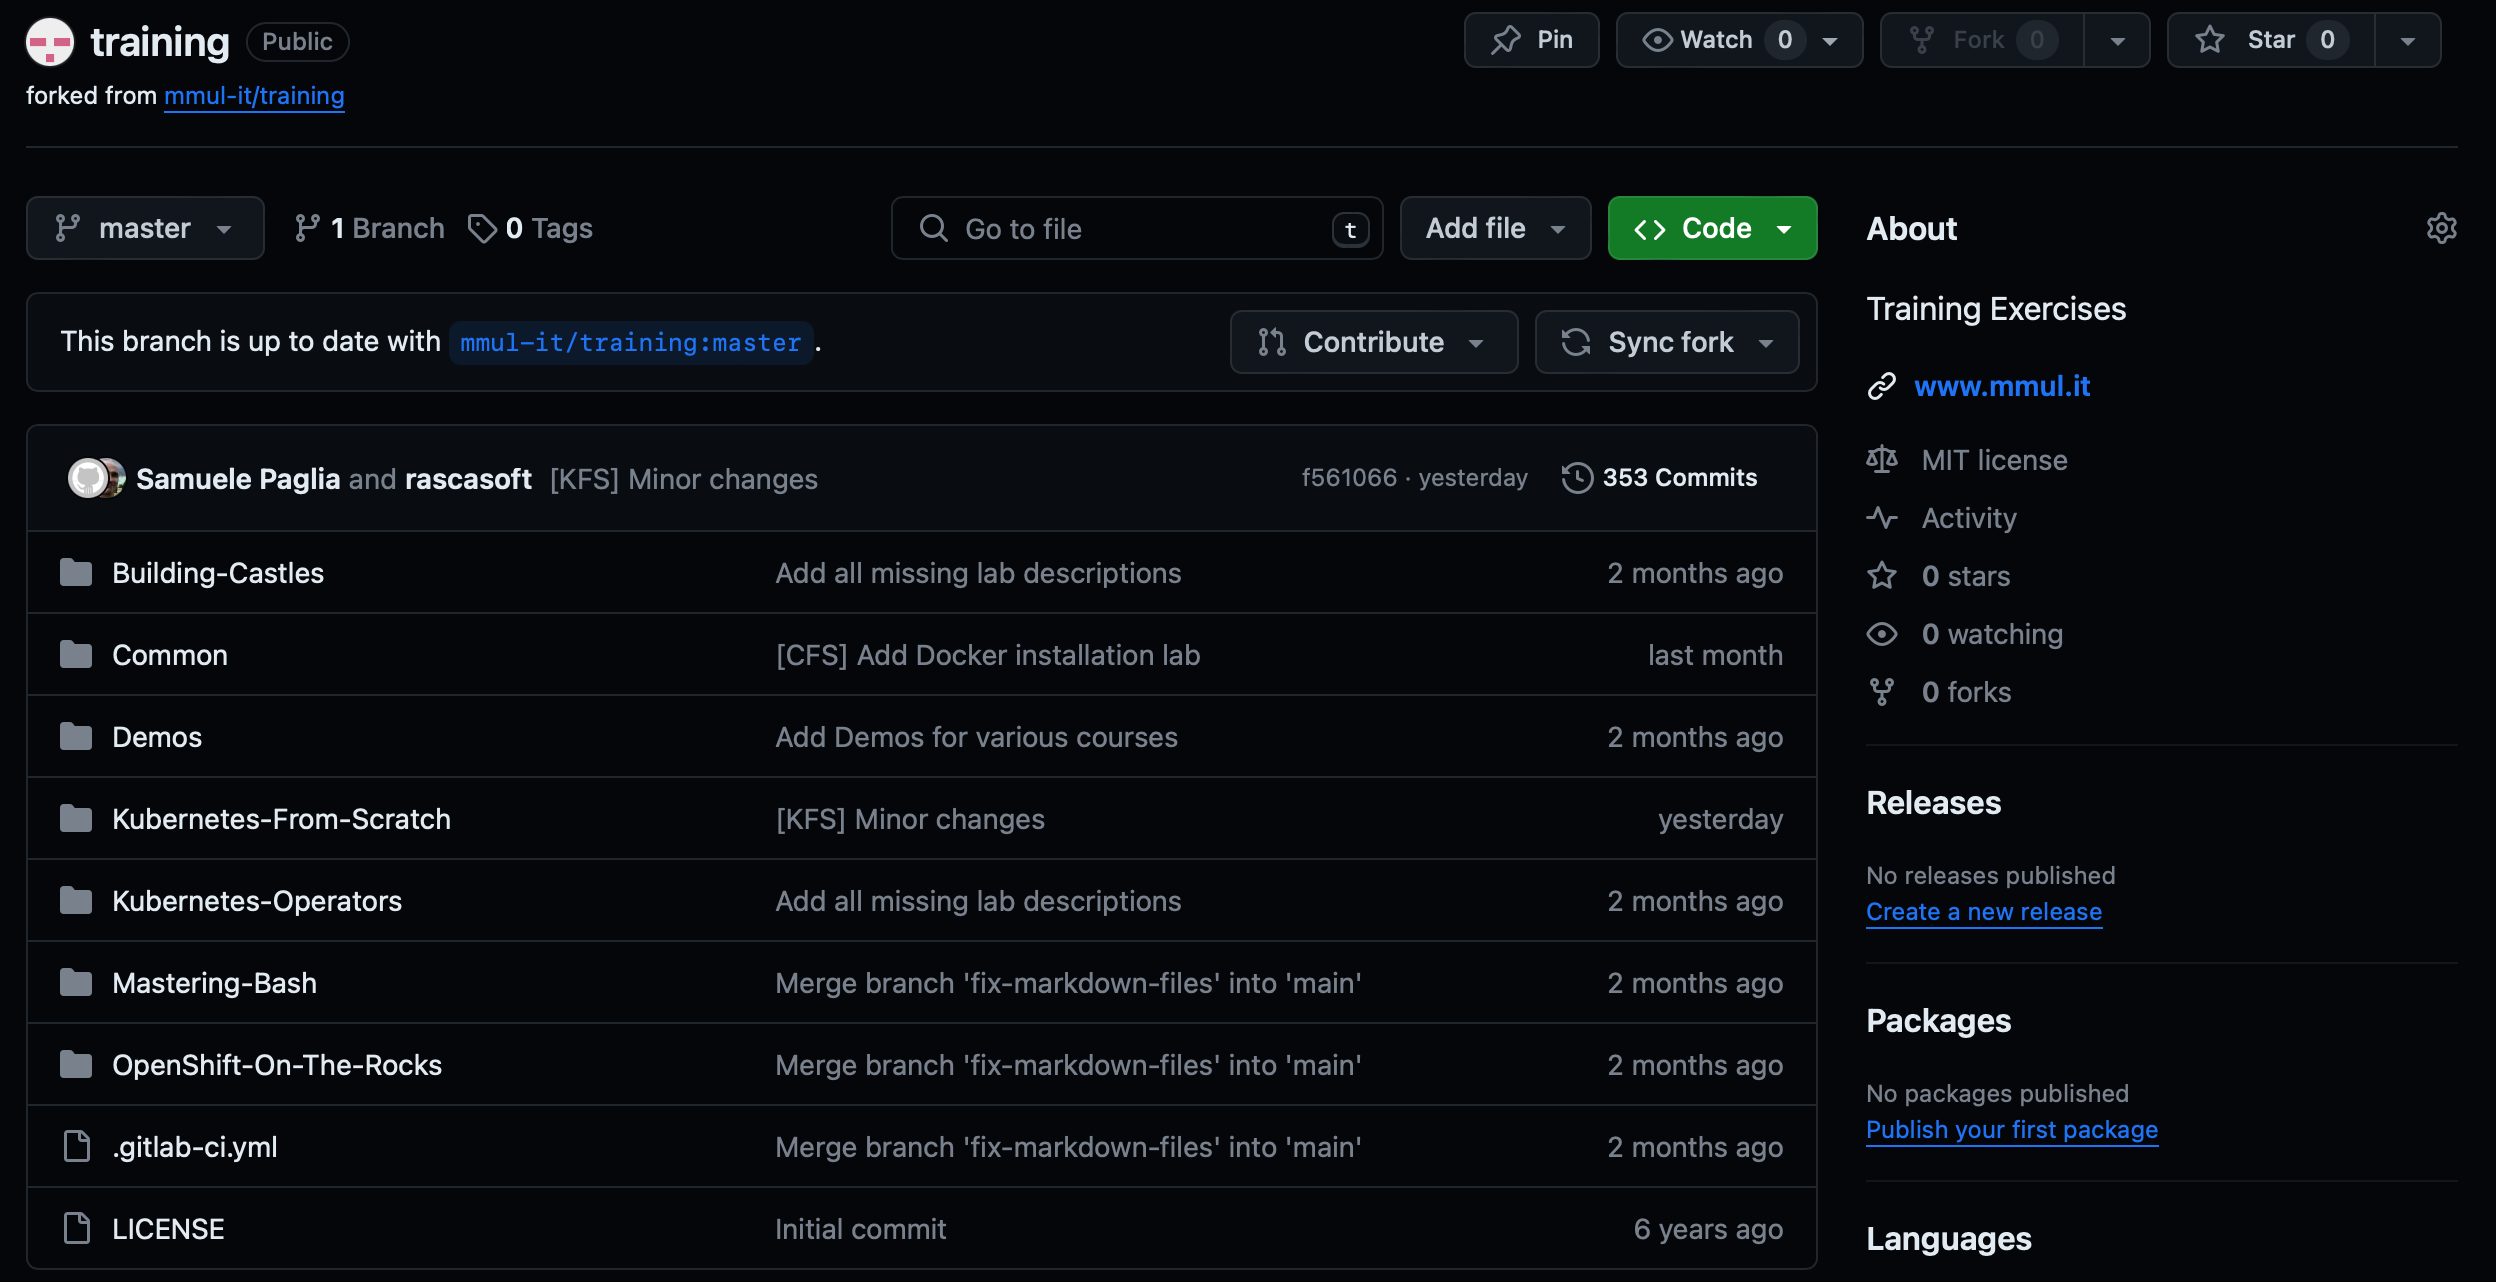 training Public Pin Watch 0 Fork 0 Star 0
forked from mmul-it/training
master 1 Branch 0 Tags Go to file t Add file Code
This branch is up to date with mmul-it/training:master . Contribute Sync fork
Samuele Paglia and rascasoft [KFS] Minor changes f561066 · yesterday 353 Commits
Building-Castles Add all missing lab descriptions 2 months ago
Common [CFS] Add Docker installation lab last month
Demos Add Demos for various courses 2 months ago
Kubernetes-From-Scratch [KFS] Minor changes yesterday
Kubernetes-Operators Add all missing lab descriptions 2 months ago
Mastering-Bash Merge branch 'fix-markdown-files' into 'main' 2 months ago
OpenShift-On-The-Rocks Merge branch 'fix-markdown-files' into 'main' 2 months ago
.gitlab-ci.yml Merge branch 'fix-markdown-files' into 'main' 2 months ago
LICENSE Initial commit 6 years ago
About
Training Exercises
www.mmul.it
MIT license
Activity
0 stars
0 watching
0 forks
Releases
No releases published
Create a new release
Packages
No packages published
Publish your first package
Languages